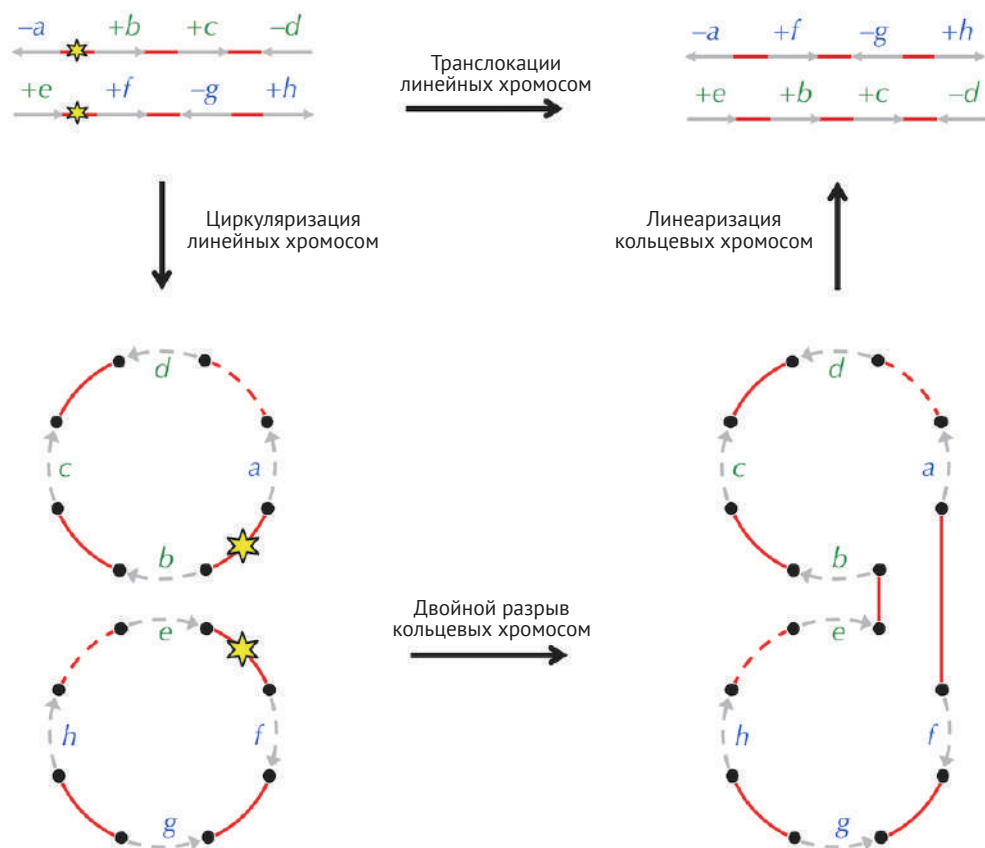 –a +b +c –d
+e +f –g +h
Транслокации
линейных хромосом
–a +f –g +h
+e +b +c –d
Циркуляризация
линейных хромосом
Линеаризация
кольцевых хромосом
d
c a
b
e
h f
g
Двойной разрыв
кольцевых хромосом
d
c a
b
e
h f
g